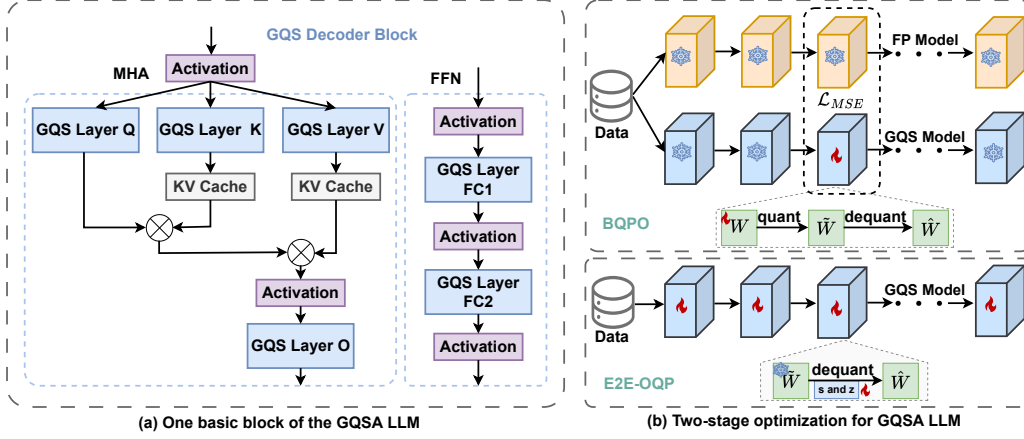 GQS Decoder Block
MHA
Activation
GQS Layer Q
GQS Layer K
GQS Layer V
KV Cache
KV Cache
Activation
GQS Layer O
FFN
Activation
GQS Layer
FC1
Activation
GQS Layer
FC2
Activation
(a) One basic block of the GQSA LLM
Data
FP Model
L_MSE
GQS Model
BQPO
W
quant
W̃
dequant
Ŵ
Data
GQS Model
E2E-OQP
W̃
dequant
s and z
Ŵ
(b) Two-stage optimization for GQSA LLM